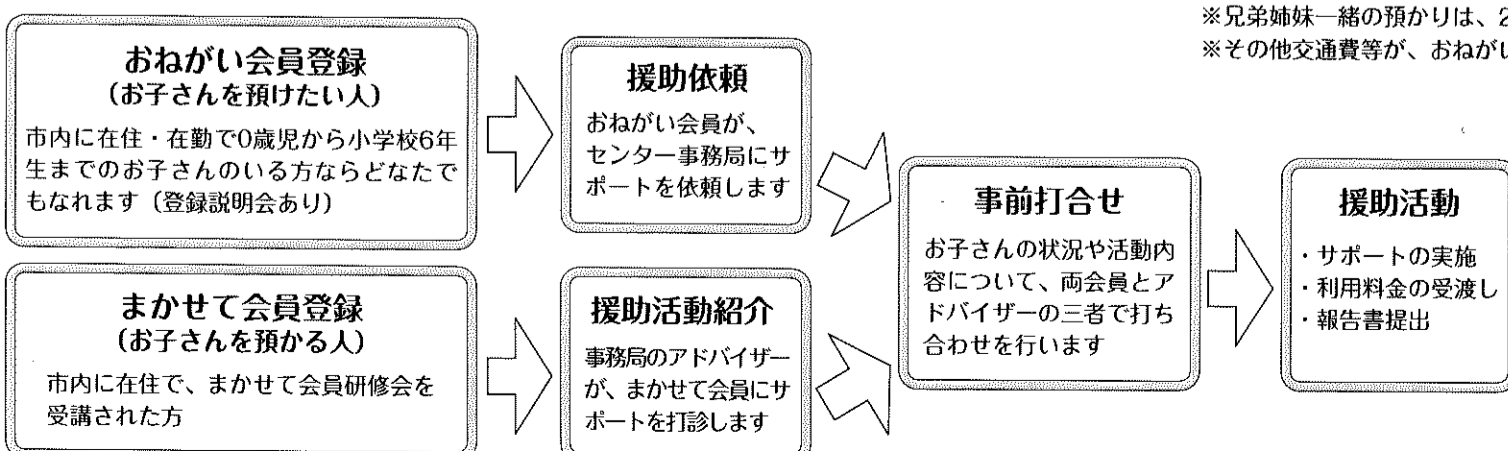 ※兄弟姉妹一緒の預かりは、2
※その他交通費等が、おねがい
おねがい会員登録
(お子さんを預けたい人)
市内に在住・在勤で0歳児から小学校6年
生までのお子さんのいる方ならどなたで
もなれます〔登録説明会あり〕
援助依頼
おねがい会員が、
センター事務局にサ
ポートを依頼します
まかせて会員登録
(お子さんを預かる人)
市内に在住で、まかせて会員研修会を
受講された方
援助活動紹介
事務局のアドバイザー
が、まかせて会員にサ
ポートを打診します
事前打合せ
お子さんの状況や活動内
容について、両会員とア
ドバイザーの三者で打ち
合わせを行います
援助活動
・サポートの実施
・利用料金の受渡し
・報告書提出